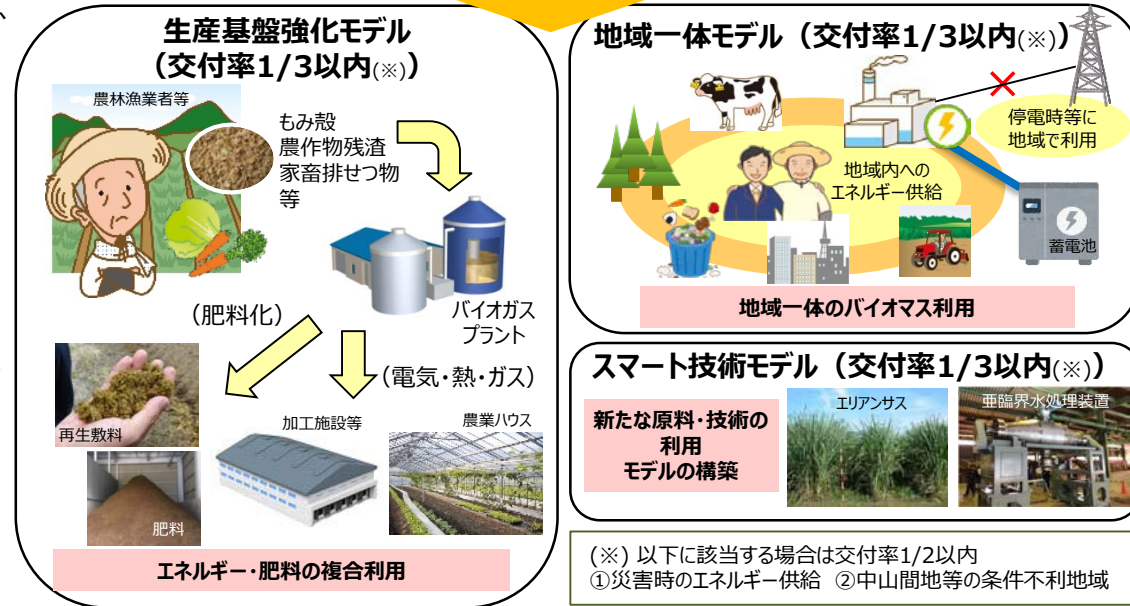 生産基盤強化モデル
（交付率1/3以内(※)）
農林漁業者等
もみ殻
農作物残渣
家畜排せつ物
等
バイオガス
プラント
（肥料化）
（電気・熱・ガス）
再生敷料
加工施設等
農業ハウス
肥料
エネルギー・肥料の複合利用
地域一体モデル（交付率1/3以内(※)）
停電時等に
地域で利用
地域内への
エネルギー供給
蓄電池
地域一体のバイオマス利用
スマート技術モデル（交付率1/3以内(※)）
新たな原料・技術の
利用
モデルの構築
エリアンサス
亜臨界水処理装置
(※) 以下に該当する場合は交付率1/2以内
①災害時のエネルギー供給 ②中山間地等の条件不利地域